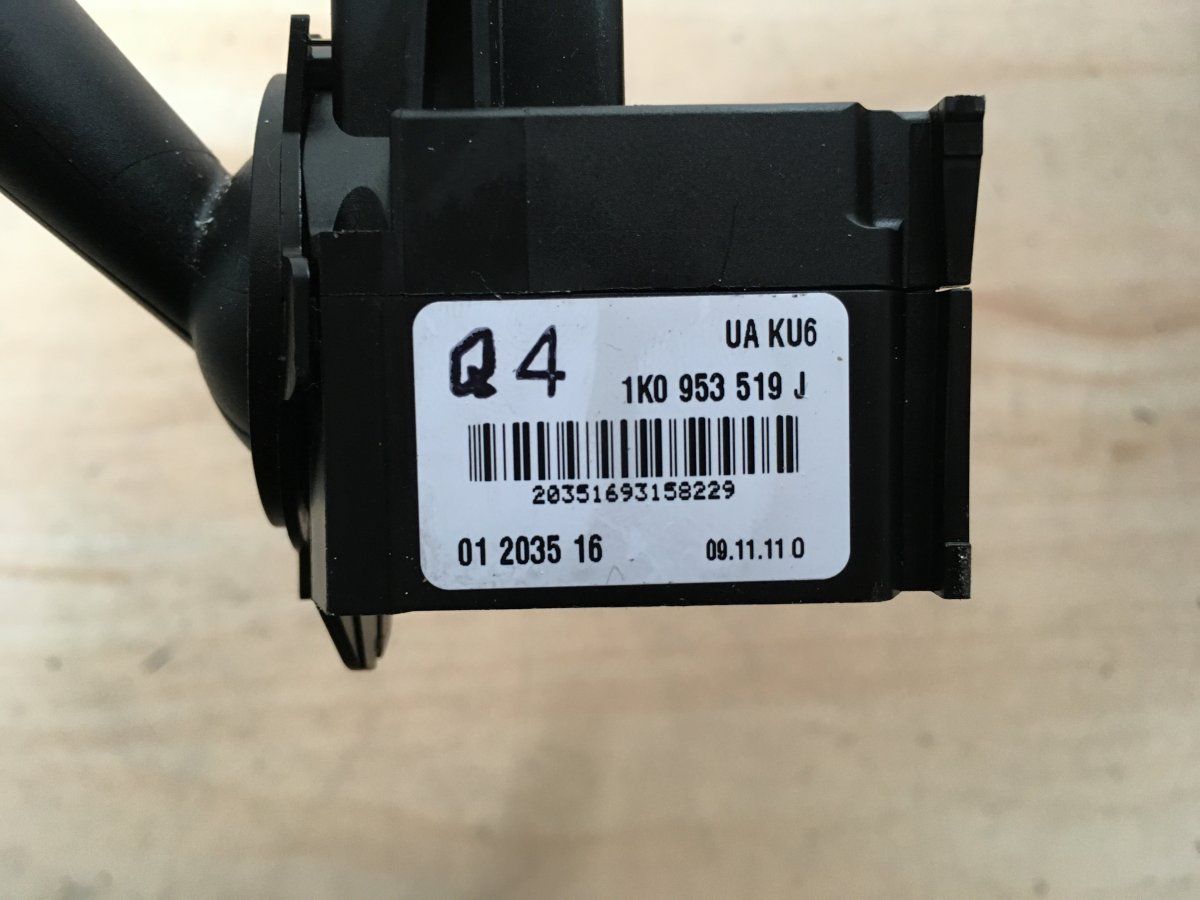 UA KU6
Q4
1K0 953 519 J
20351693158229
01 2035 16
09.11.11 0